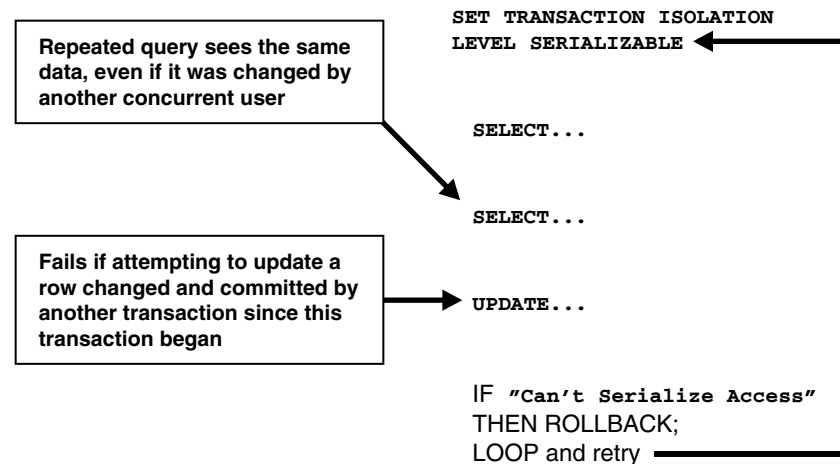 SET TRANSACTION ISOLATION
LEVEL SERIALIZABLE
Repeated query sees the same
data, even if it was changed by
another concurrent user
SELECT...
SELECT...
Fails if attempting to update a
row changed and committed by
another transaction since this
transaction began
UPDATE...
IF "Can't Serialize Access"
THEN ROLLBACK;
LOOP and retry